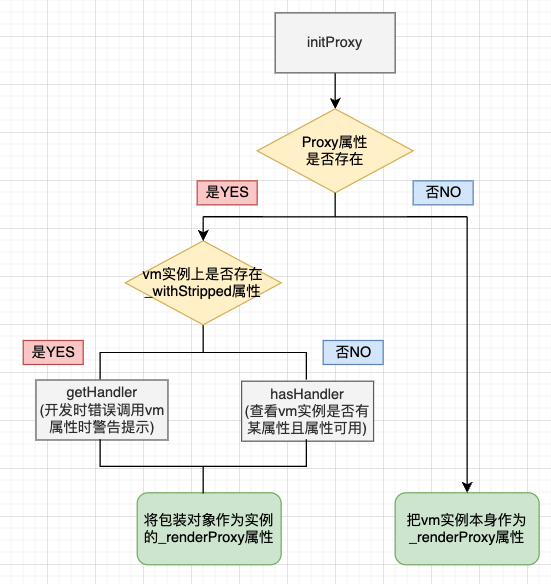 initProxy
Proxy属性
是否存在
是YES
否NO
vm实例上是否存在
_withStripped属性
是YES
否NO
getHandler
(开发时错误调用vm
属性时警告提示)
hasHandler
(查看vm实例是否有
某属性且属性可用)
将包装对象作为实例
的_renderProxy属性
把vm实例本身作为
_renderProxy属性